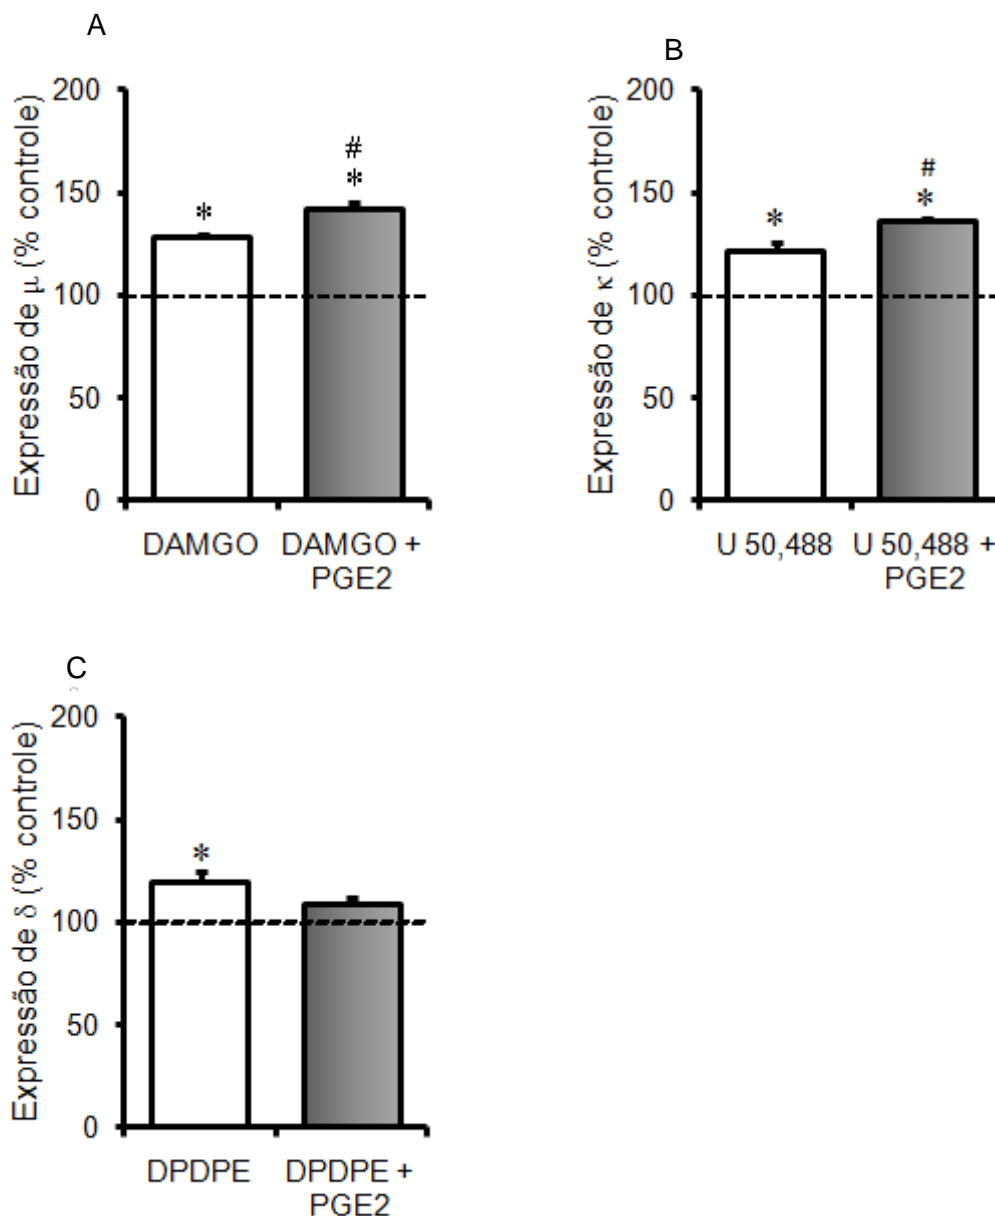 A
Expressão de μ (% controle)
200
150
100
50
0
*
#
*
DAMGO
DAMGO +
PGE2
B
Expressão de κ (% controle)
200
150
100
50
0
*
#
*
U 50,488
U 50,488 +
PGE2
C
Expressão de δ (% controle)
200
150
100
50
0
*
DPDPE
DPDPE +
PGE2